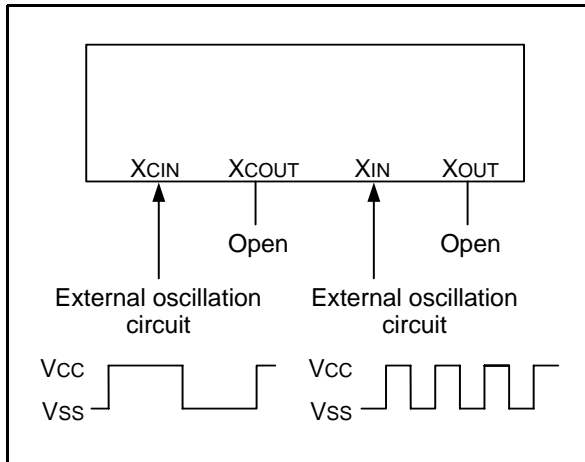 XCIN XCOUT XIN XOUT
Open Open
External oscillation External oscillation
circuit circuit
VCC VCC
VSS VSS